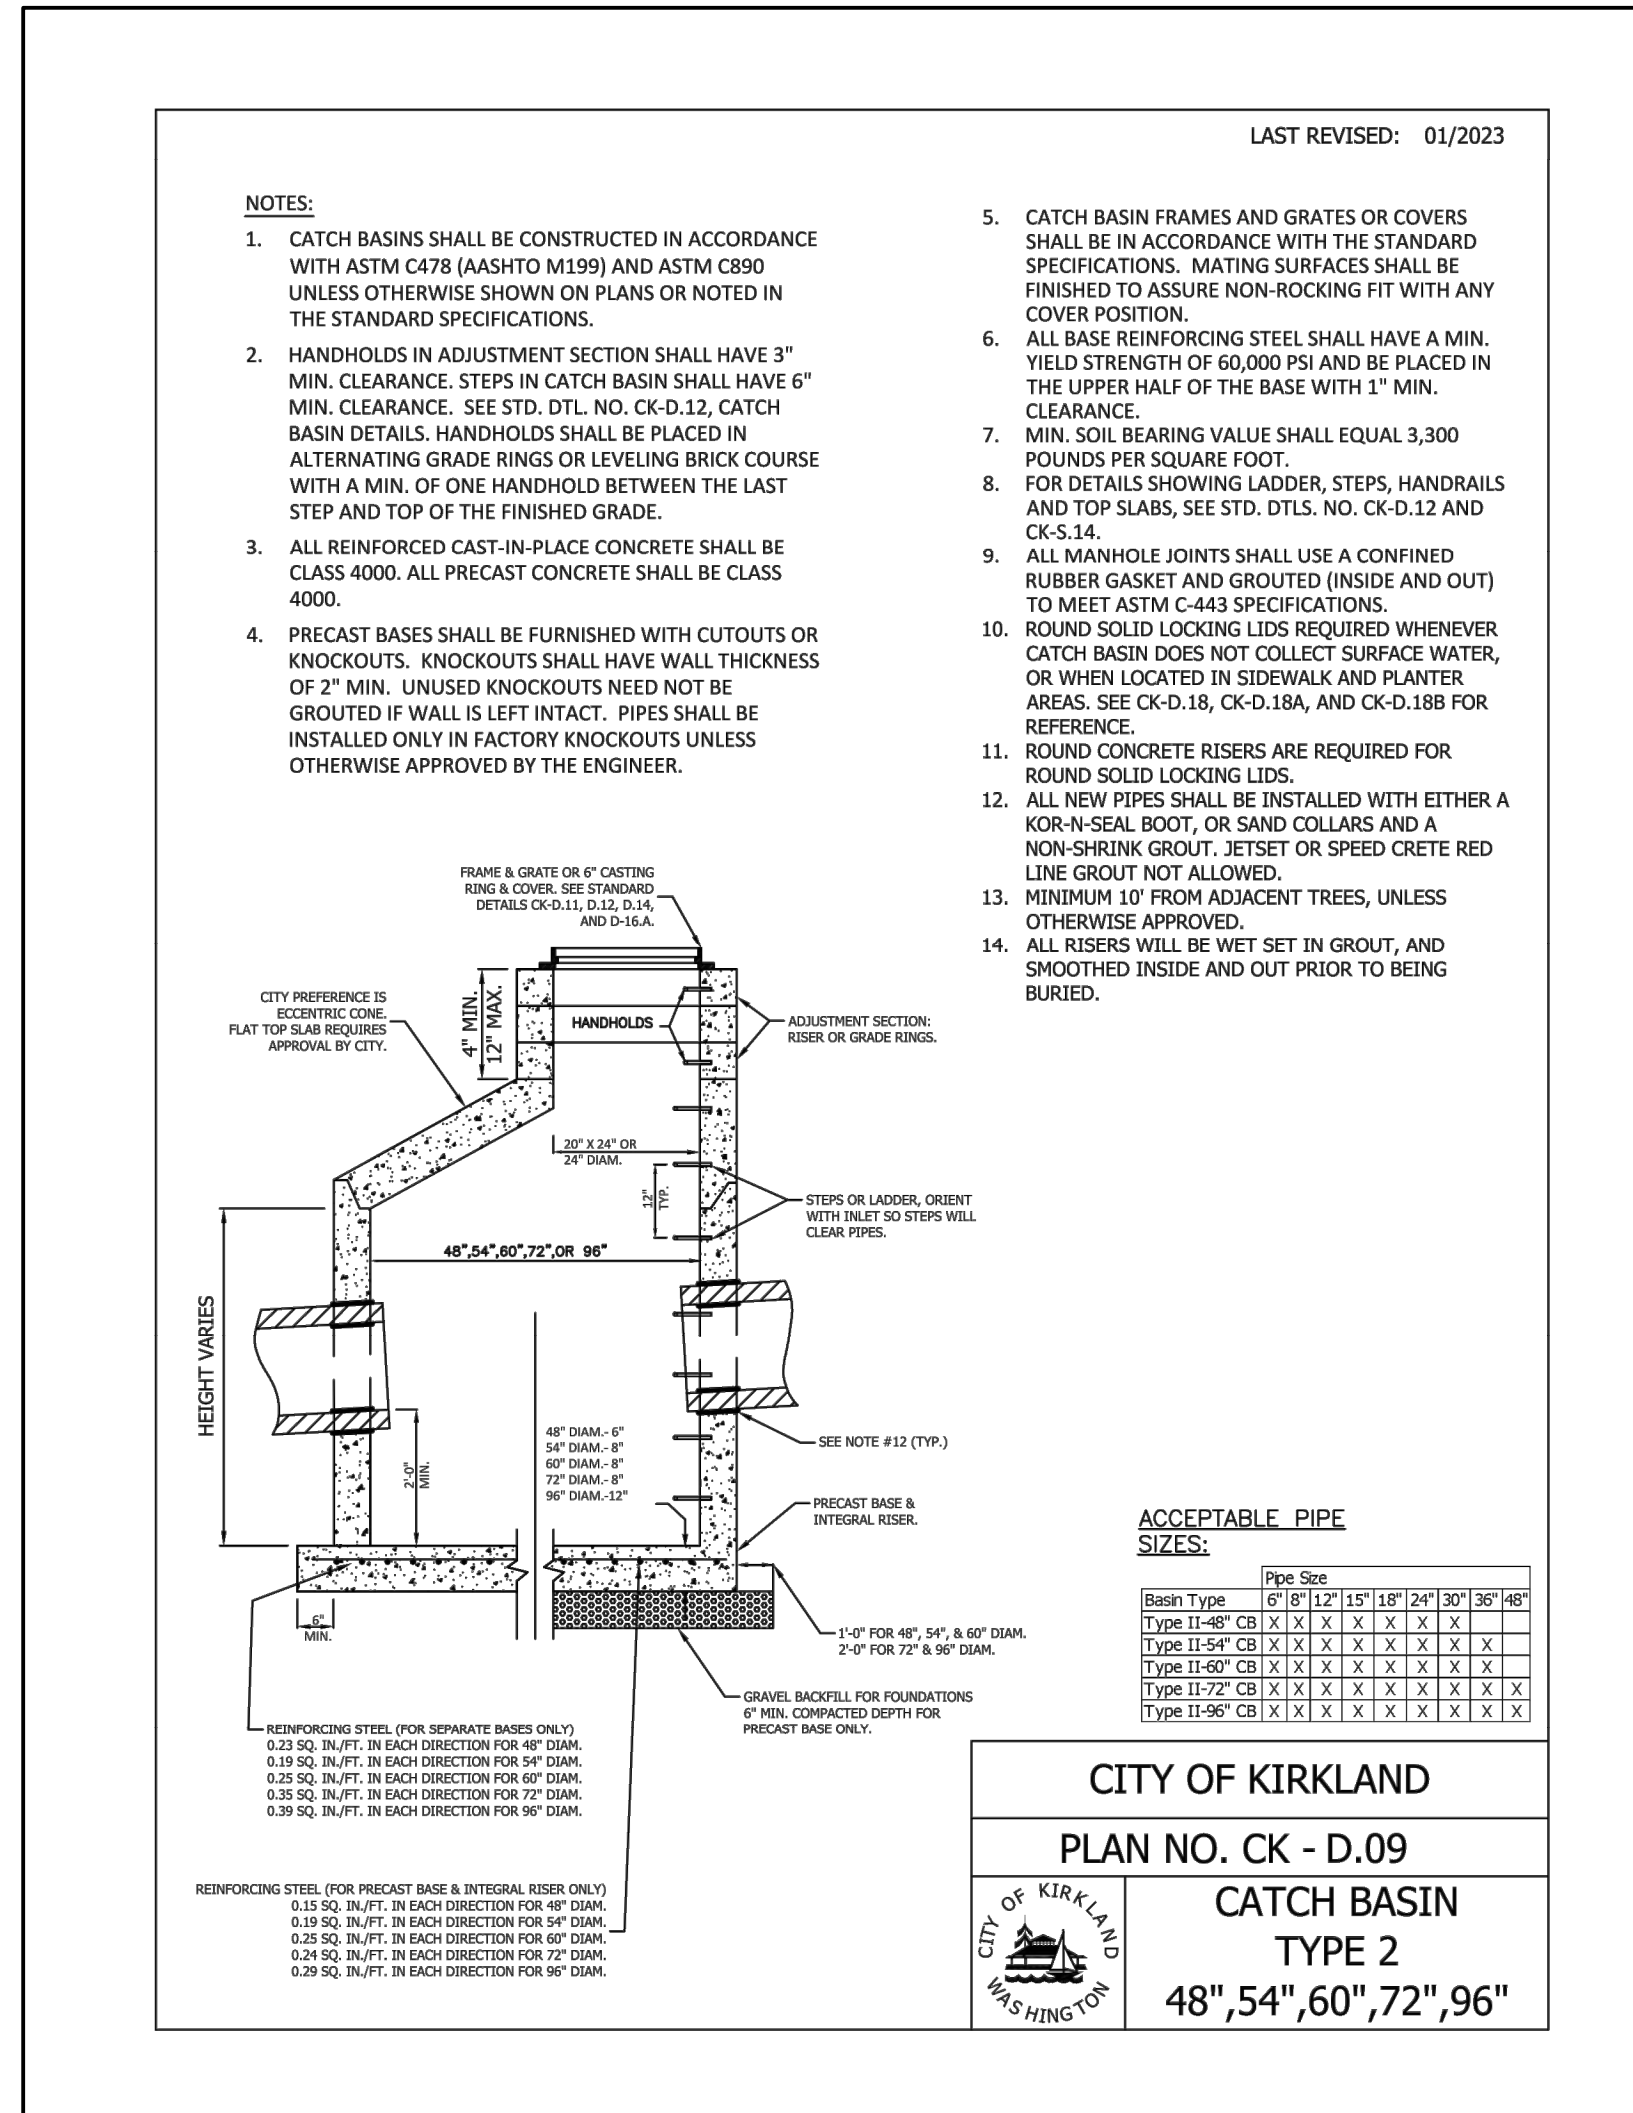 LAST REVISED: 01/2023
NOTES:
1. CATCH BASINS SHALL BE CONSTRUCTED IN ACCORDANCE
WITH ASTM C478 (AASHTO M199) AND ASTM C890
UNLESS OTHERWISE SHOWN ON PLANS OR NOTED IN
THE STANDARD SPECIFICATIONS.
2. HANDHOLDS IN ADJUSTMENT SECTION SHALL HAVE 3"
MIN. CLEARANCE. STEPS IN CATCH BASIN SHALL HAVE 6"
MIN. CLEARANCE. SEE STD. DTL. NO. CK-D.12, CATCH
BASIN DETAILS. HANDHOLDS SHALL BE PLACED IN
ALTERNATING GRADE RINGS OR LEVELING BRICK COURSE
WITH A MIN. OF ONE HANDHOLD BETWEEN THE LAST
STEP AND TOP OF THE FINISHED GRADE.
3. ALL REINFORCED CAST-IN-PLACE CONCRETE SHALL BE
CLASS 4000. ALL PRECAST CONCRETE SHALL BE CLASS
4000.
4. PRECAST BASES SHALL BE FURNISHED WITH CUTOUTS OR
KNOCKOUTS. KNOCKOUTS SHALL HAVE WALL THICKNESS
OF 2" MIN. UNUSED KNOCKOUTS NEED NOT BE
GROUTED IF WALL IS LEFT INTACT. PIPES SHALL BE
INSTALLED ONLY IN FACTORY KNOCKOUTS UNLESS
OTHERWISE APPROVED BY THE ENGINEER.
5. CATCH BASIN FRAMES AND GRATES OR COVERS
SHALL BE IN ACCORDANCE WITH THE STANDARD
SPECIFICATIONS. MATING SURFACES SHALL BE
FINISHED TO ASSURE NON-ROCKING FIT WITH ANY
COVER POSITION.
6. ALL BASE REINFORCING STEEL SHALL HAVE A MIN.
YIELD STRENGTH OF 60,000 PSI AND BE PLACED IN
THE UPPER HALF OF THE BASE WITH 1" MIN.
CLEARANCE.
7. MIN. SOIL BEARING VALUE SHALL EQUAL 3,300
POUNDS PER SQUARE FOOT.
8. FOR DETAILS SHOWING LADDER, STEPS, HANDRAILS
AND TOP SLABS, SEE STD. DTLS. NO. CK-D.12 AND
CK-S.14.
9. ALL MANHOLE JOINTS SHALL USE A CONFINED
RUBBER GASKET AND GROUTED (INSIDE AND OUT)
TO MEET ASTM C-443 SPECIFICATIONS.
10. ROUND SOLID LOCKING LIDS REQUIRED WHENEVER
CATCH BASIN DOES NOT COLLECT SURFACE WATER,
OR WHEN LOCATED IN SIDEWALK AND PLANTER
AREAS. SEE CK-D.18, CK-D.18A, AND CK-D.18B FOR
REFERENCE.
11. ROUND CONCRETE RISERS ARE REQUIRED FOR
ROUND SOLID LOCKING LIDS.
12. ALL NEW PIPES SHALL BE INSTALLED WITH EITHER A
KOR-N-SEAL BOOT, OR SAND COLLARS AND A
NON-SHRINK GROUT. JETSET OR SPEED CRETE RED
LINE GROUT NOT ALLOWED.
13. MINIMUM 10' FROM ADJACENT TREES, UNLESS
OTHERWISE APPROVED.
14. ALL RISERS WILL BE WET SET IN GROUT, AND
SMOOTHED INSIDE AND OUT PRIOR TO BEING
BURIED.
FRAME & GRATE OR 6" CASTING
RING & COVER. SEE STANDARD
DETAILS CK-D.11, D.12, D.14,
AND D-16.A.
CITY PREFERENCE IS
ECCENTRIC CONE.
FLAT TOP SLAB REQUIRES
APPROVAL BY CITY.
4" MIN.
12" MAX.
HANDHOLDS
ADJUSTMENT SECTION:
RISER OR GRADE RINGS.
20" X 24" OR
24" DIAM.
12"
TYP.
STEPS OR LADDER, ORIENT
WITH INLET SO STEPS WILL
CLEAR PIPES.
48",54",60",72",OR 96"
HEIGHT VARIES
2'-0"
MIN.
48" DIAM.- 6"
54" DIAM.- 8"
60" DIAM.- 8"
72" DIAM.- 8"
96" DIAM.-12"
SEE NOTE #12 (TYP.)
PRECAST BASE &
INTEGRAL RISER.
6"
MIN.
1'-0" FOR 48", 54", & 60" DIAM.
2'-0" FOR 72" & 96" DIAM.
GRAVEL BACKFILL FOR FOUNDATIONS
6" MIN. COMPACTED DEPTH FOR
PRECAST BASE ONLY.
REINFORCING STEEL (FOR SEPARATE BASES ONLY)
0.23 SQ. IN./FT. IN EACH DIRECTION FOR 48" DIAM.
0.19 SQ. IN./FT. IN EACH DIRECTION FOR 54" DIAM.
0.25 SQ. IN./FT. IN EACH DIRECTION FOR 60" DIAM.
0.35 SQ. IN./FT. IN EACH DIRECTION FOR 72" DIAM.
0.39 SQ. IN./FT. IN EACH DIRECTION FOR 96" DIAM.
REINFORCING STEEL (FOR PRECAST BASE & INTEGRAL RISER ONLY)
0.15 SQ. IN./FT. IN EACH DIRECTION FOR 48" DIAM.
0.19 SQ. IN./FT. IN EACH DIRECTION FOR 54" DIAM.
0.25 SQ. IN./FT. IN EACH DIRECTION FOR 60" DIAM.
0.24 SQ. IN./FT. IN EACH DIRECTION FOR 72" DIAM.
0.29 SQ. IN./FT. IN EACH DIRECTION FOR 96" DIAM.
ACCEPTABLE PIPE
SIZES:
Pipe Size
Basin Type 6" 8" 12" 15" 18" 24" 30" 36" 48"
Type II-48" CB X X X X X X X
Type II-54" CB X X X X X X X X
Type II-60" CB X X X X X X X X
Type II-72" CB X X X X X X X X X
Type II-96" CB X X X X X X X X X
CITY OF KIRKLAND
PLAN NO. CK - D.09
CITY OF KIRKLAND
WASHINGTON
CATCH BASIN
TYPE 2
48",54",60",72",96"